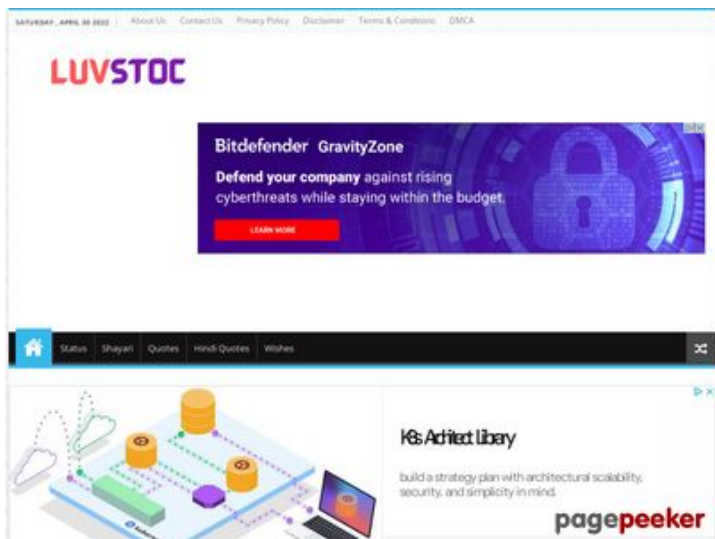 SATURDAY, APRIL 30 2022 About Us Contact Us Privacy Policy Disclaimer Terms & Conditions DMCA
LUVSTOC
Bitdefender GravityZone
Defend your company against rising
cyberthreats while staying within the budget.
LEARN MORE
Status Shayari Quotes Hindi Quotes Wishes
K8s Architect Library
build a strategy plan with architectural scalability,
security, and simplicity in mind.
pagepeeker